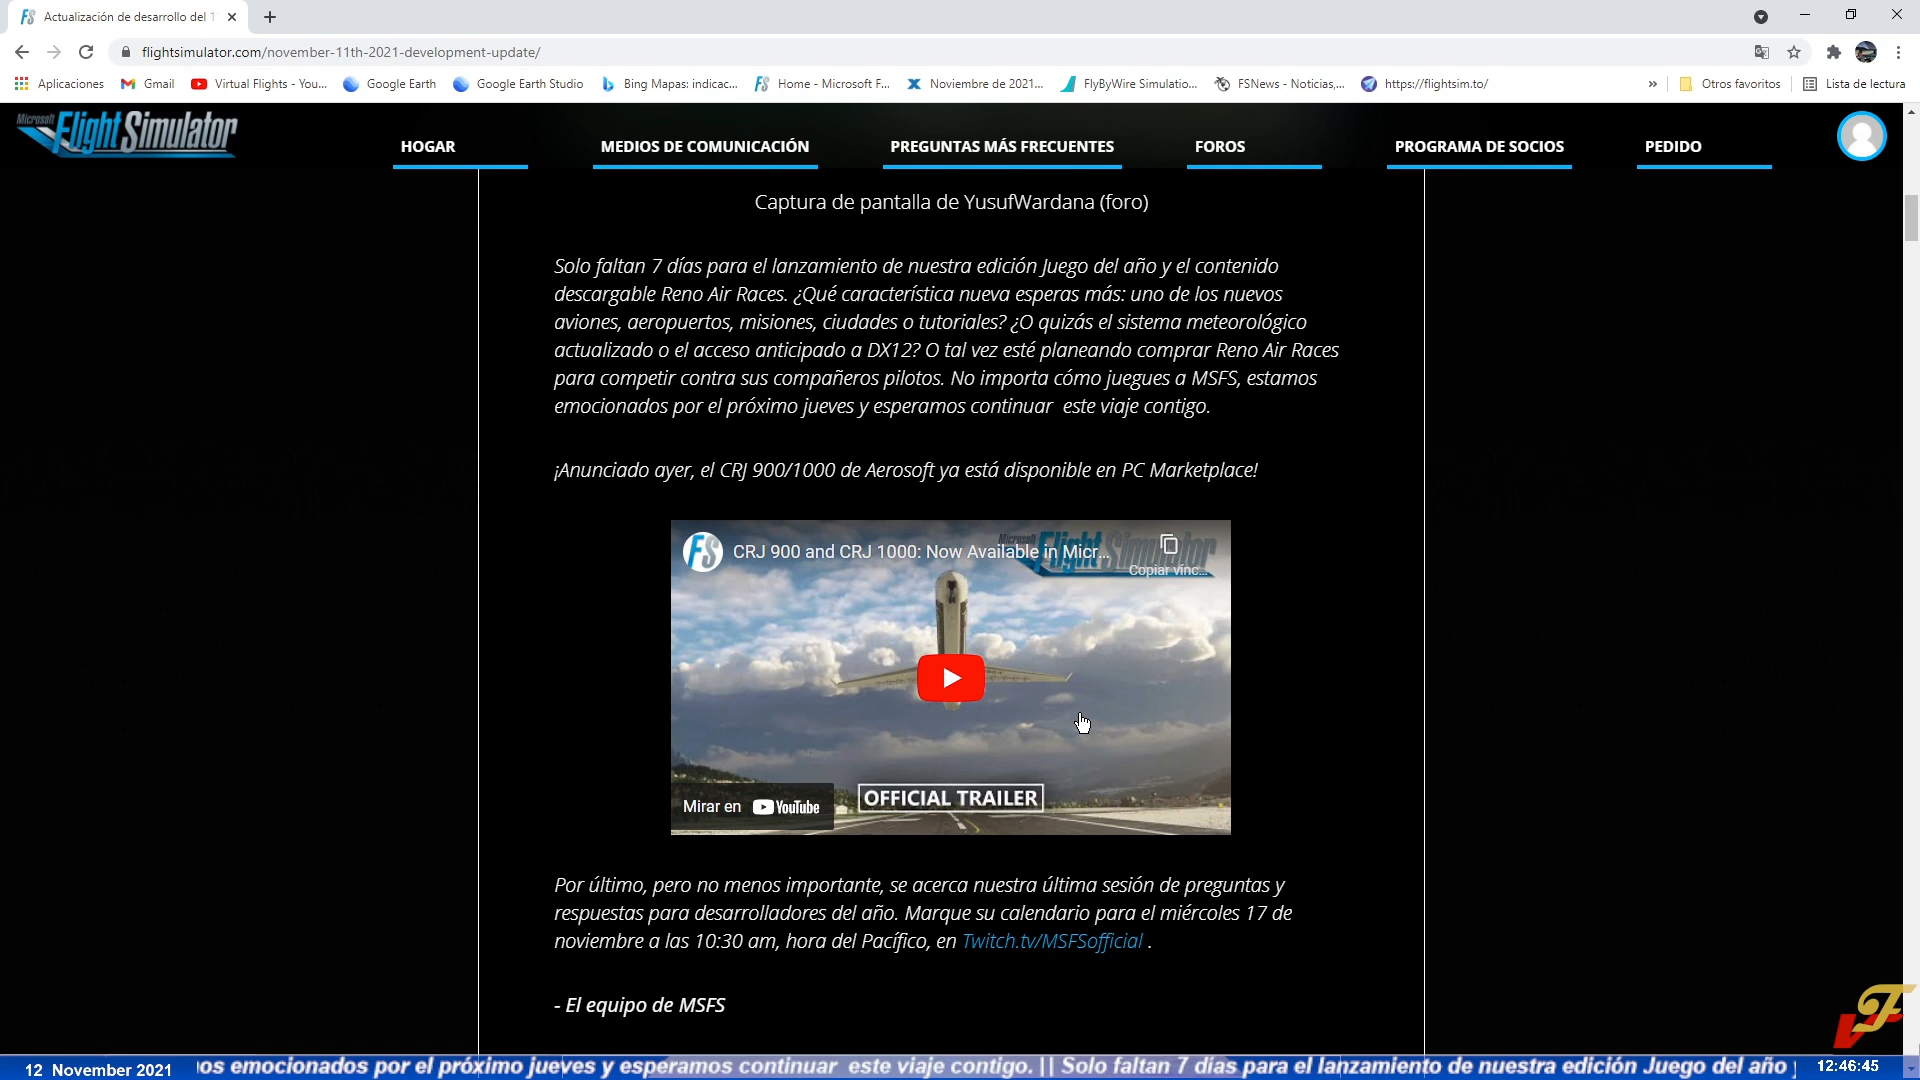 Actualización de desarrollo del 1
flightsimulator.com/november-11th-2021-development-update/
Aplicaciones
Gmail
Virtual Flights - You...
Google Earth
Google Earth Studio
Bing Mapas: indicac...
Home - Microsoft F...
Noviembre de 2021...
FlyByWire Simulatio...
FSNews - Noticias,...
https://flightsim.to/
»
Otros favoritos
Lista de lectura
Microsoft
Flight Simulator
HOGAR
MEDIOS DE COMUNICACIÓN
PREGUNTAS MÁS FRECUENTES
FOROS
PROGRAMA DE SOCIOS
PEDIDO
Captura de pantalla de YusufWardana (foro)
Solo faltan 7 días para el lanzamiento de nuestra edición Juego del año y el contenido
descargable Reno Air Races. ¿Qué característica nueva esperas más: uno de los nuevos
aviones, aeropuertos, misiones, ciudades o tutoriales? ¿O quizás el sistema meteorológico
actualizado o el acceso anticipado a DX12? O tal vez esté planeando comprar Reno Air Races
para competir contra sus compañeros pilotos. No importa cómo juegues a MSFS, estamos
emocionados por el próximo jueves y esperamos continuar este viaje contigo.
¡Anunciado ayer, el CRJ 900/1000 de Aerosoft ya está disponible en PC Marketplace!
FS
CRJ 900 and CRJ 1000: Now Available in Micr...
Microsoft
Flight Simulator
Copiar vínc...
Mirar en YouTube
OFFICIAL TRAILER
Por último, pero no menos importante, se acerca nuestra última sesión de preguntas y
respuestas para desarrolladores del año. Marque su calendario para el miércoles 17 de
noviembre a las 10:30 am, hora del Pacífico, en Twitch.tv/MSFSofficial .
- El equipo de MSFS
VF
12 November 2021
os emocionados por el próximo jueves y esperamos continuar este viaje contigo. || Solo faltan 7 días para el lanzamiento de nuestra edición Juego del año
12:46:45